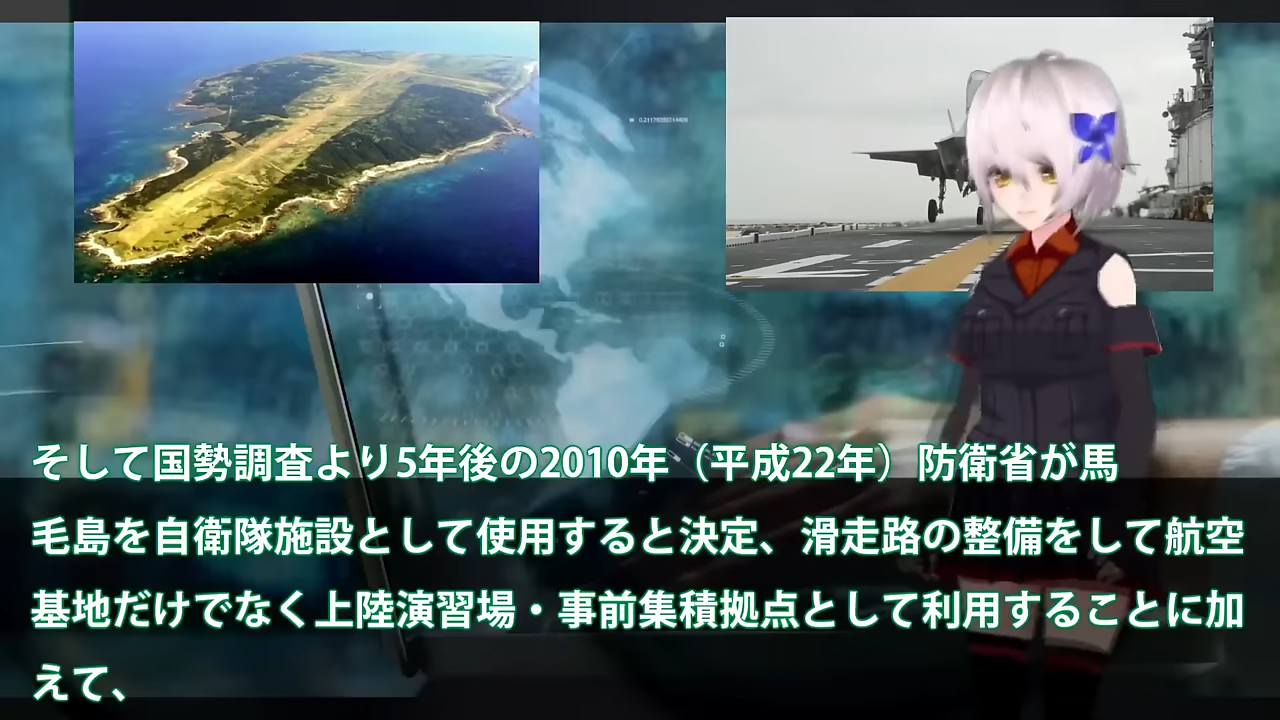 そして国勢調査より5年後の2010年（平成22年）防衛省が馬
毛島を自衛隊施設として使用すると決定、滑走路の整備をして航空
基地だけでなく上陸演習場・事前集積拠点として利用することに加
えて、